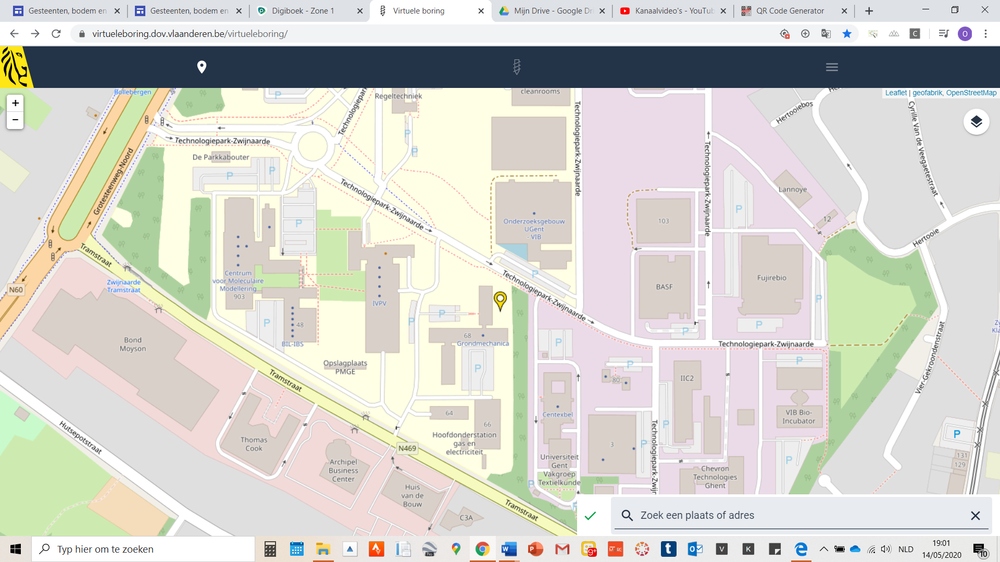 Gesteenten, bodem en
Gesteenten, bodem en
Digiboek - Zone 1
Virtuele boring
Mijn Drive - Google Dri
Kanaalvideo's - YouTub
QR Code Generator
virtueleboring.dov.vlaanderen.be/virtueleboring/
C
O
Leaflet | geofabrik, OpenStreetMap
+
−
Bollebergen
P
Regeltechniek
cleanrooms
Technologiepark
Technologiepark-Zwijnaarde
Hertooiebos
Cyrille Van de Veegaetestraat
Technologiepark-Zwijnaarde
De Parkkabouter
P
P
P
P
Grotesteenweg-Noord
Technologiepark-Zwijnaarde
Technologiepark-Zwijnaarde
Lannoye
P
12
103
Onderzoeksgebouw
UGent
- VIB
P
Hertooie
Tramstraat
Zwijnaarde
Tramstraat
N60
Centrum
voor Moleculaire
Modellering
903
P
Technologiepark-Zwijnaarde
BASF
Fujirebio
P
IVPV
P
P
P
48
BIL-IBS
68
Grondmechanica
P
P
P
Technologiepark-Zwijnaarde
Vier-Gekroondenstraat
Bond
Moyson
Opslagplaats
PMGE
Tramstraat
P
P
80
IIC2
P
Centexbel
VIB Bio-
Incubator
64
66
Hoofdonderstation
gas en
electriciteit
N469
Hutsepotstraat
Thomas
Cook
Archipel
Business
Center
Huis
van de
Bouw
C3A
Tramstraat
Universiteit
Gent
Vakgroep
Textielkunde
P
3
P
P
P
Chevron
Technologies
Ghent
P
131
129
Zoek een plaats of adres
Typ hier om te zoeken
NLD
19:01
14/05/2020
10